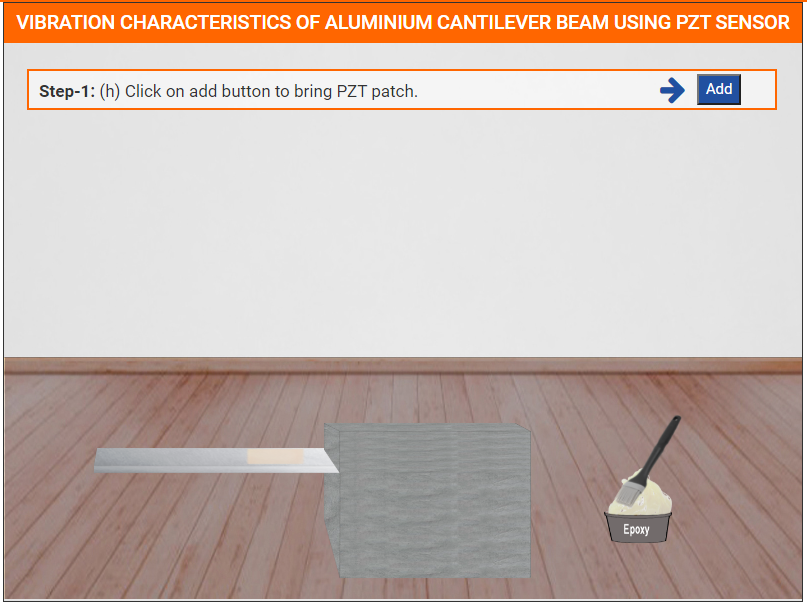 VIBRATION CHARACTERISTICS OF ALUMINIUM CANTILEVER BEAM USING PZT SENSOR
Step-1: (h) Click on add button to bring PZT patch.
Add
Epoxy